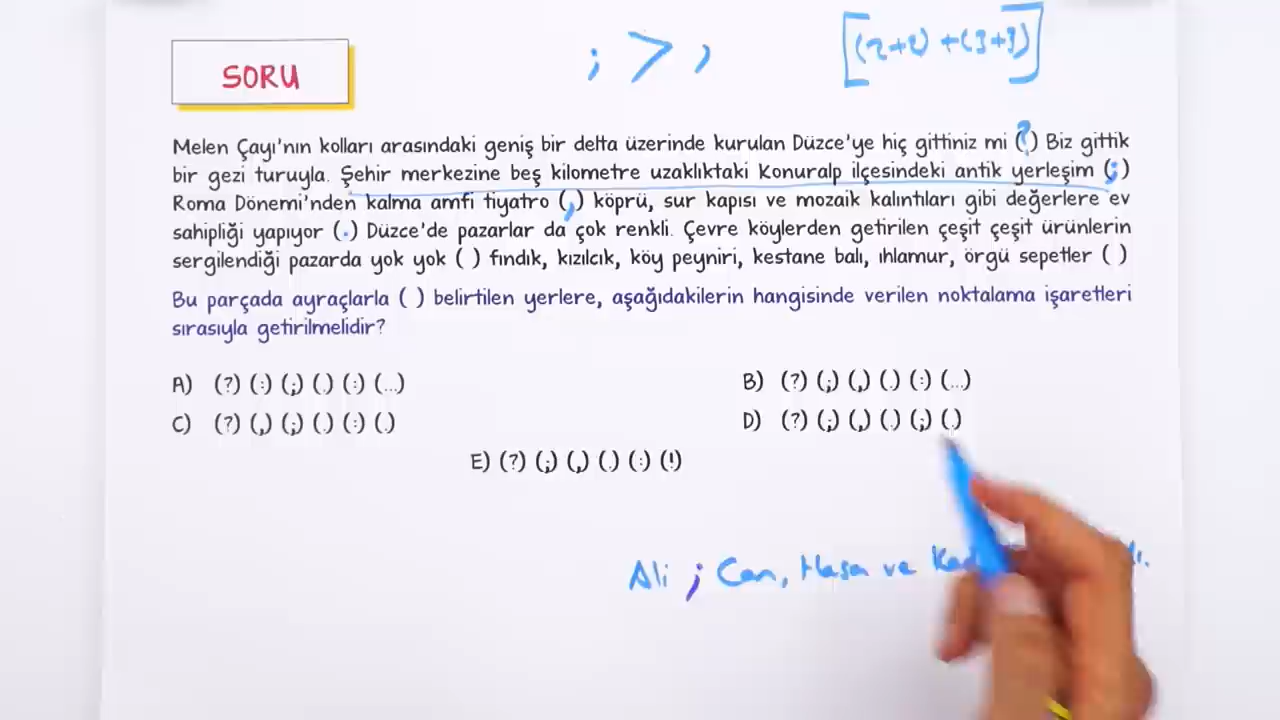 ; > ,
[(2+2) + (3+3)]
SORU
Melen Çayı'nın kolları arasındaki geniş bir delta üzerinde kurulan Düzce'ye hiç gittiniz mi (?) Biz gittik
bir gezi turuyla. Şehir merkezine beş kilometre uzaklıktaki Konuralp ilçesindeki antik yerleşim (;)
Roma Dönemi'nden kalma amfi tiyatro (,) köprü, sur kapısı ve mozaik kalıntıları gibi değerlere ev
sahipliği yapıyor (.) Düzce'de pazarlar da çok renkli. Çevre köylerden getirilen çeşit çeşit ürünlerin
sergilendiği pazarda yok yok ( ) fındık, kızılcık, köy peyniri, kestane balı, ıhlamur, örgü sepetler ( )
Bu parçada ayraçlarla ( ) belirtilen yerlere, aşağıdakilerin hangisinde verilen noktalama işaretleri
sırasıyla getirilmelidir?
A) (?) (:) (;) (.) (:) (...)
B) (?) (;) (,) (.) (:) (...)
C) (?) (,) (;) (.) (:) (.)
D) (?) (;) (,) (.) (;) (.)
E) (?) (;) (,) (.) (:) (!)
Ali ; Can, Hasan ve